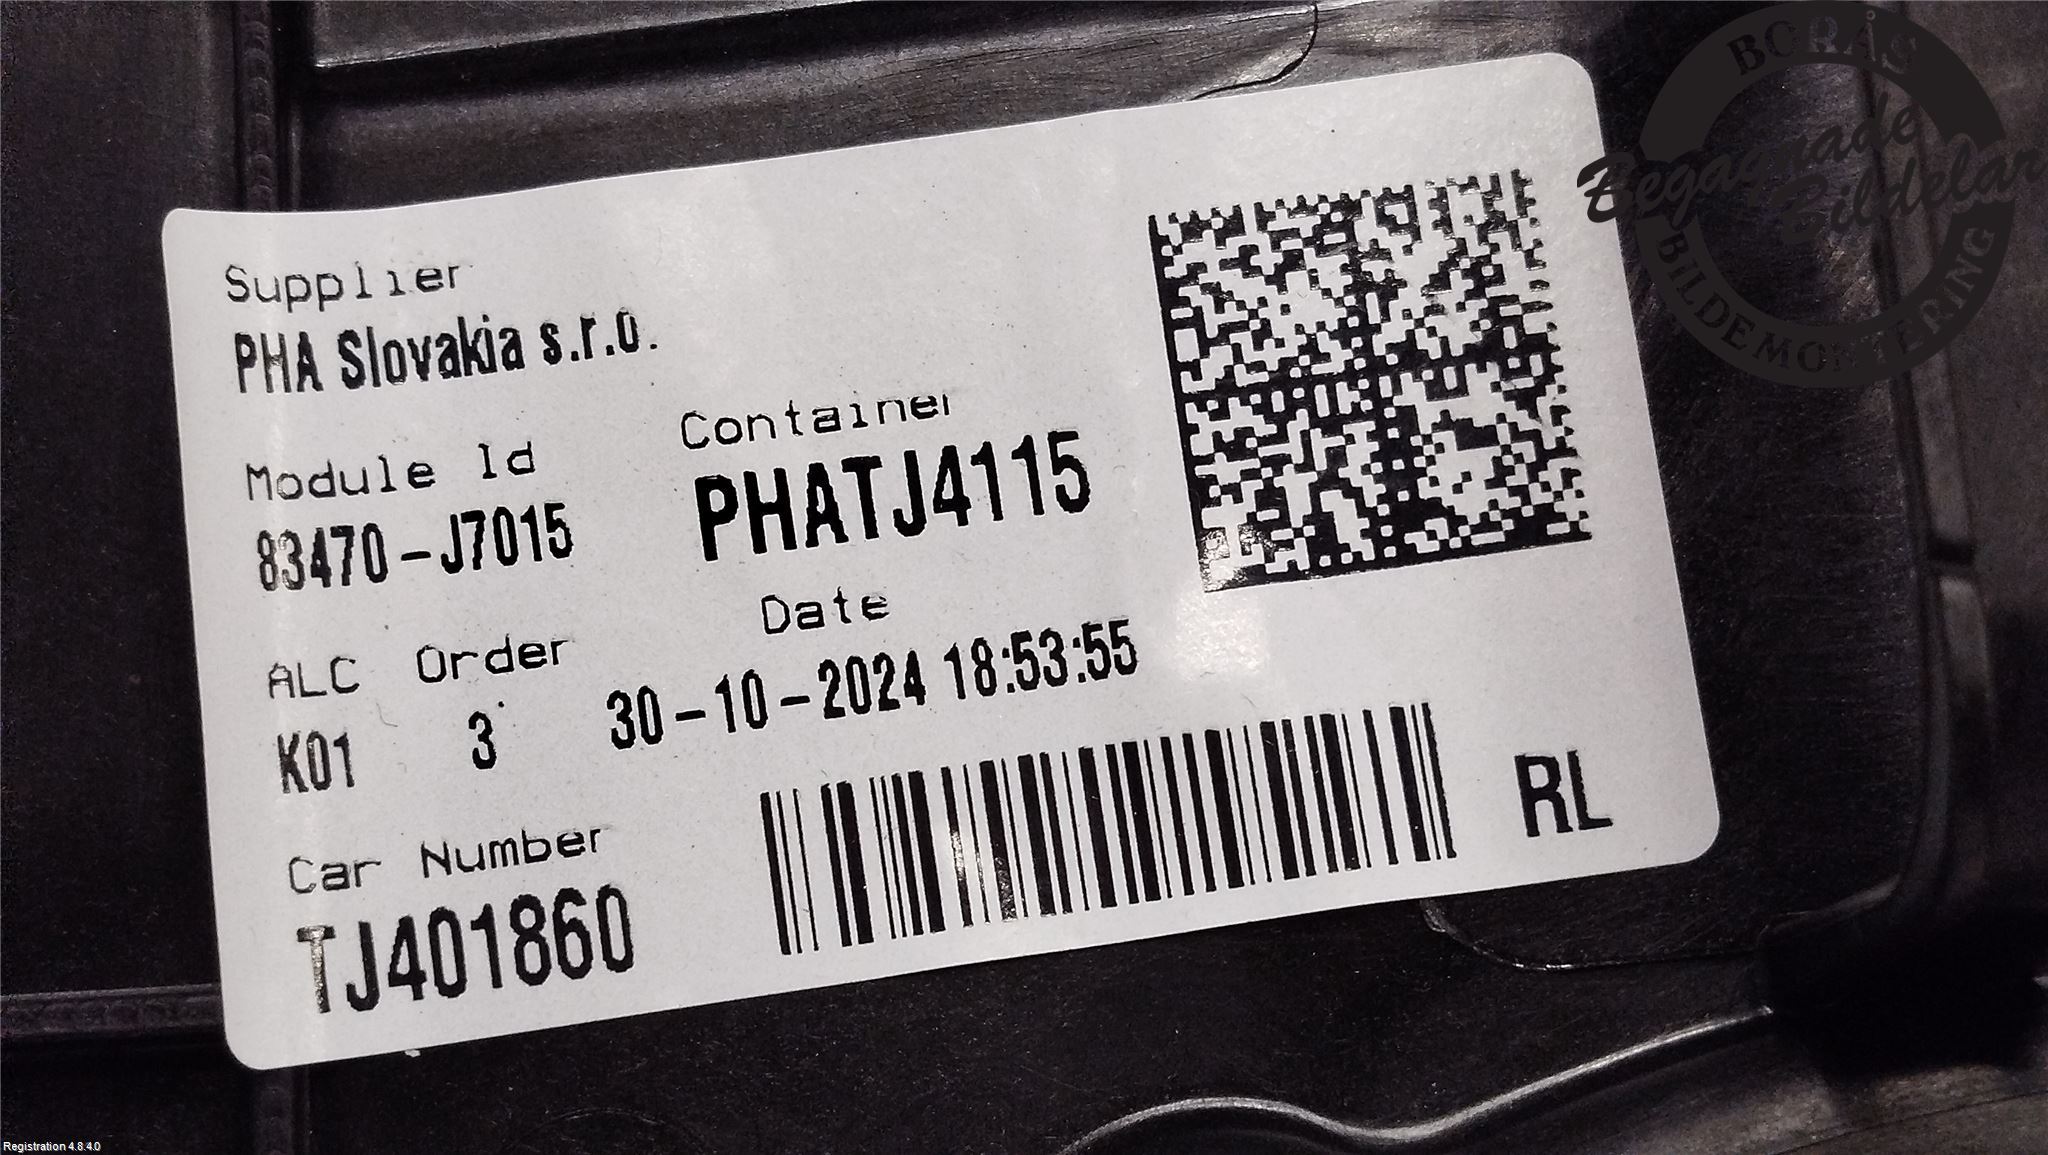 BORÅS
Begagnade
Bildelar
BILDEMONTERING
Supplier
PHA Slovakia s.r.o.
Module Id
83470-J7015
Container
PHATJ4115
ALC Order
K01 3
Date
30-10-2024 18:53:55
Car Number
TJ401860
RL
Registration 4.8.4.0